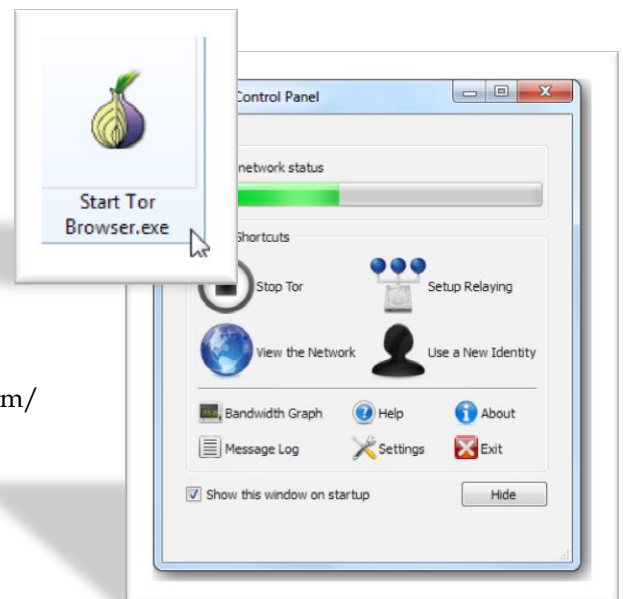 Control Panel
network status
Start Tor
Browser.exe
Shortcuts
Stop Tor
Setup Relaying
View the Network
Use a New Identity
m/
Bandwidth Graph
Help
About
Message Log
Settings
Exit
Show this window on startup
Hide